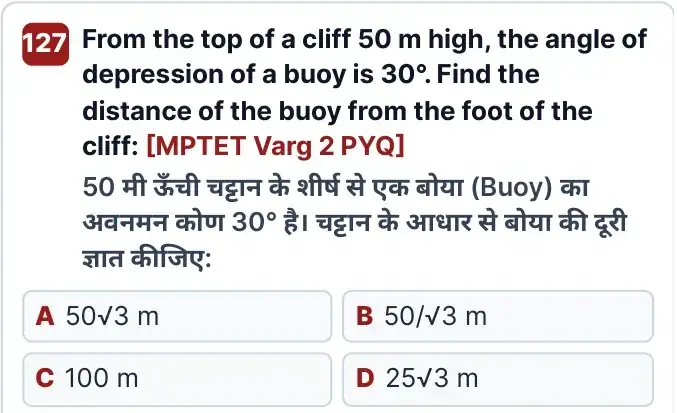 127 From the top of a cliff 50 m high, the angle of
depression of a buoy is 30°. Find the
distance of the buoy from the foot of the
cliff: [MPTET Varg 2 PYQ]
50 मी ऊँची चट्टान के शीर्ष से एक बोया (Buoy) का
अवनमन कोण 30° है। चट्टान के आधार से बोया की दूरी
ज्ञात कीजिए:
A 50√3 m
B 50/√3 m
C 100 m
D 25√3 m